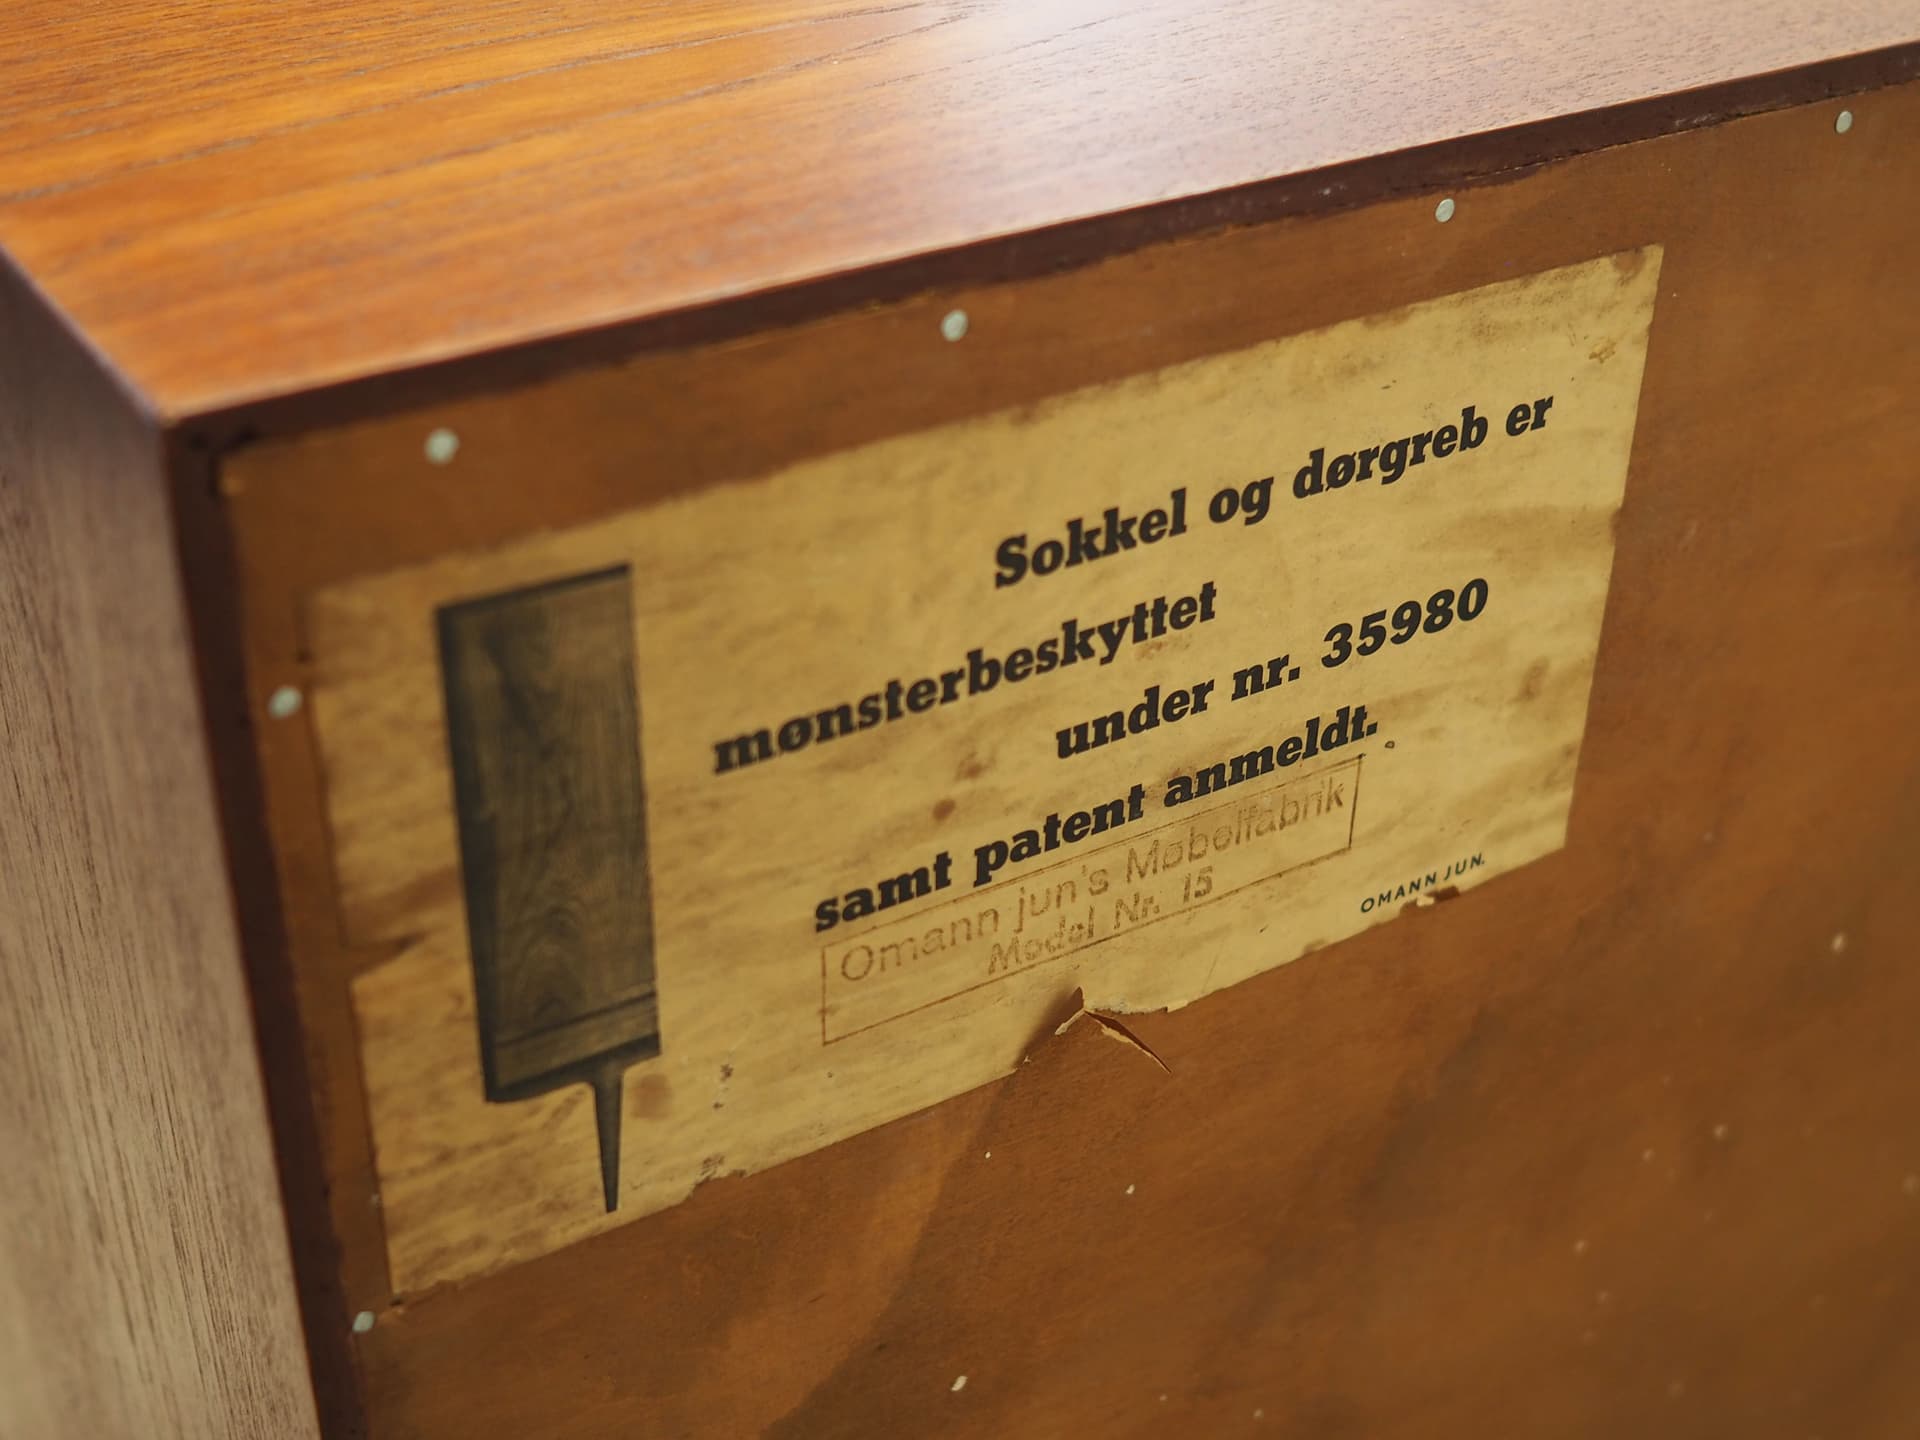 Sokkel og dørgreb er
mønsterbeskyttet
under nr. 35980
samt patent anmeldt.
Omann jun's Møbelfabrik
Model Nr. 15
OMANN JUN.